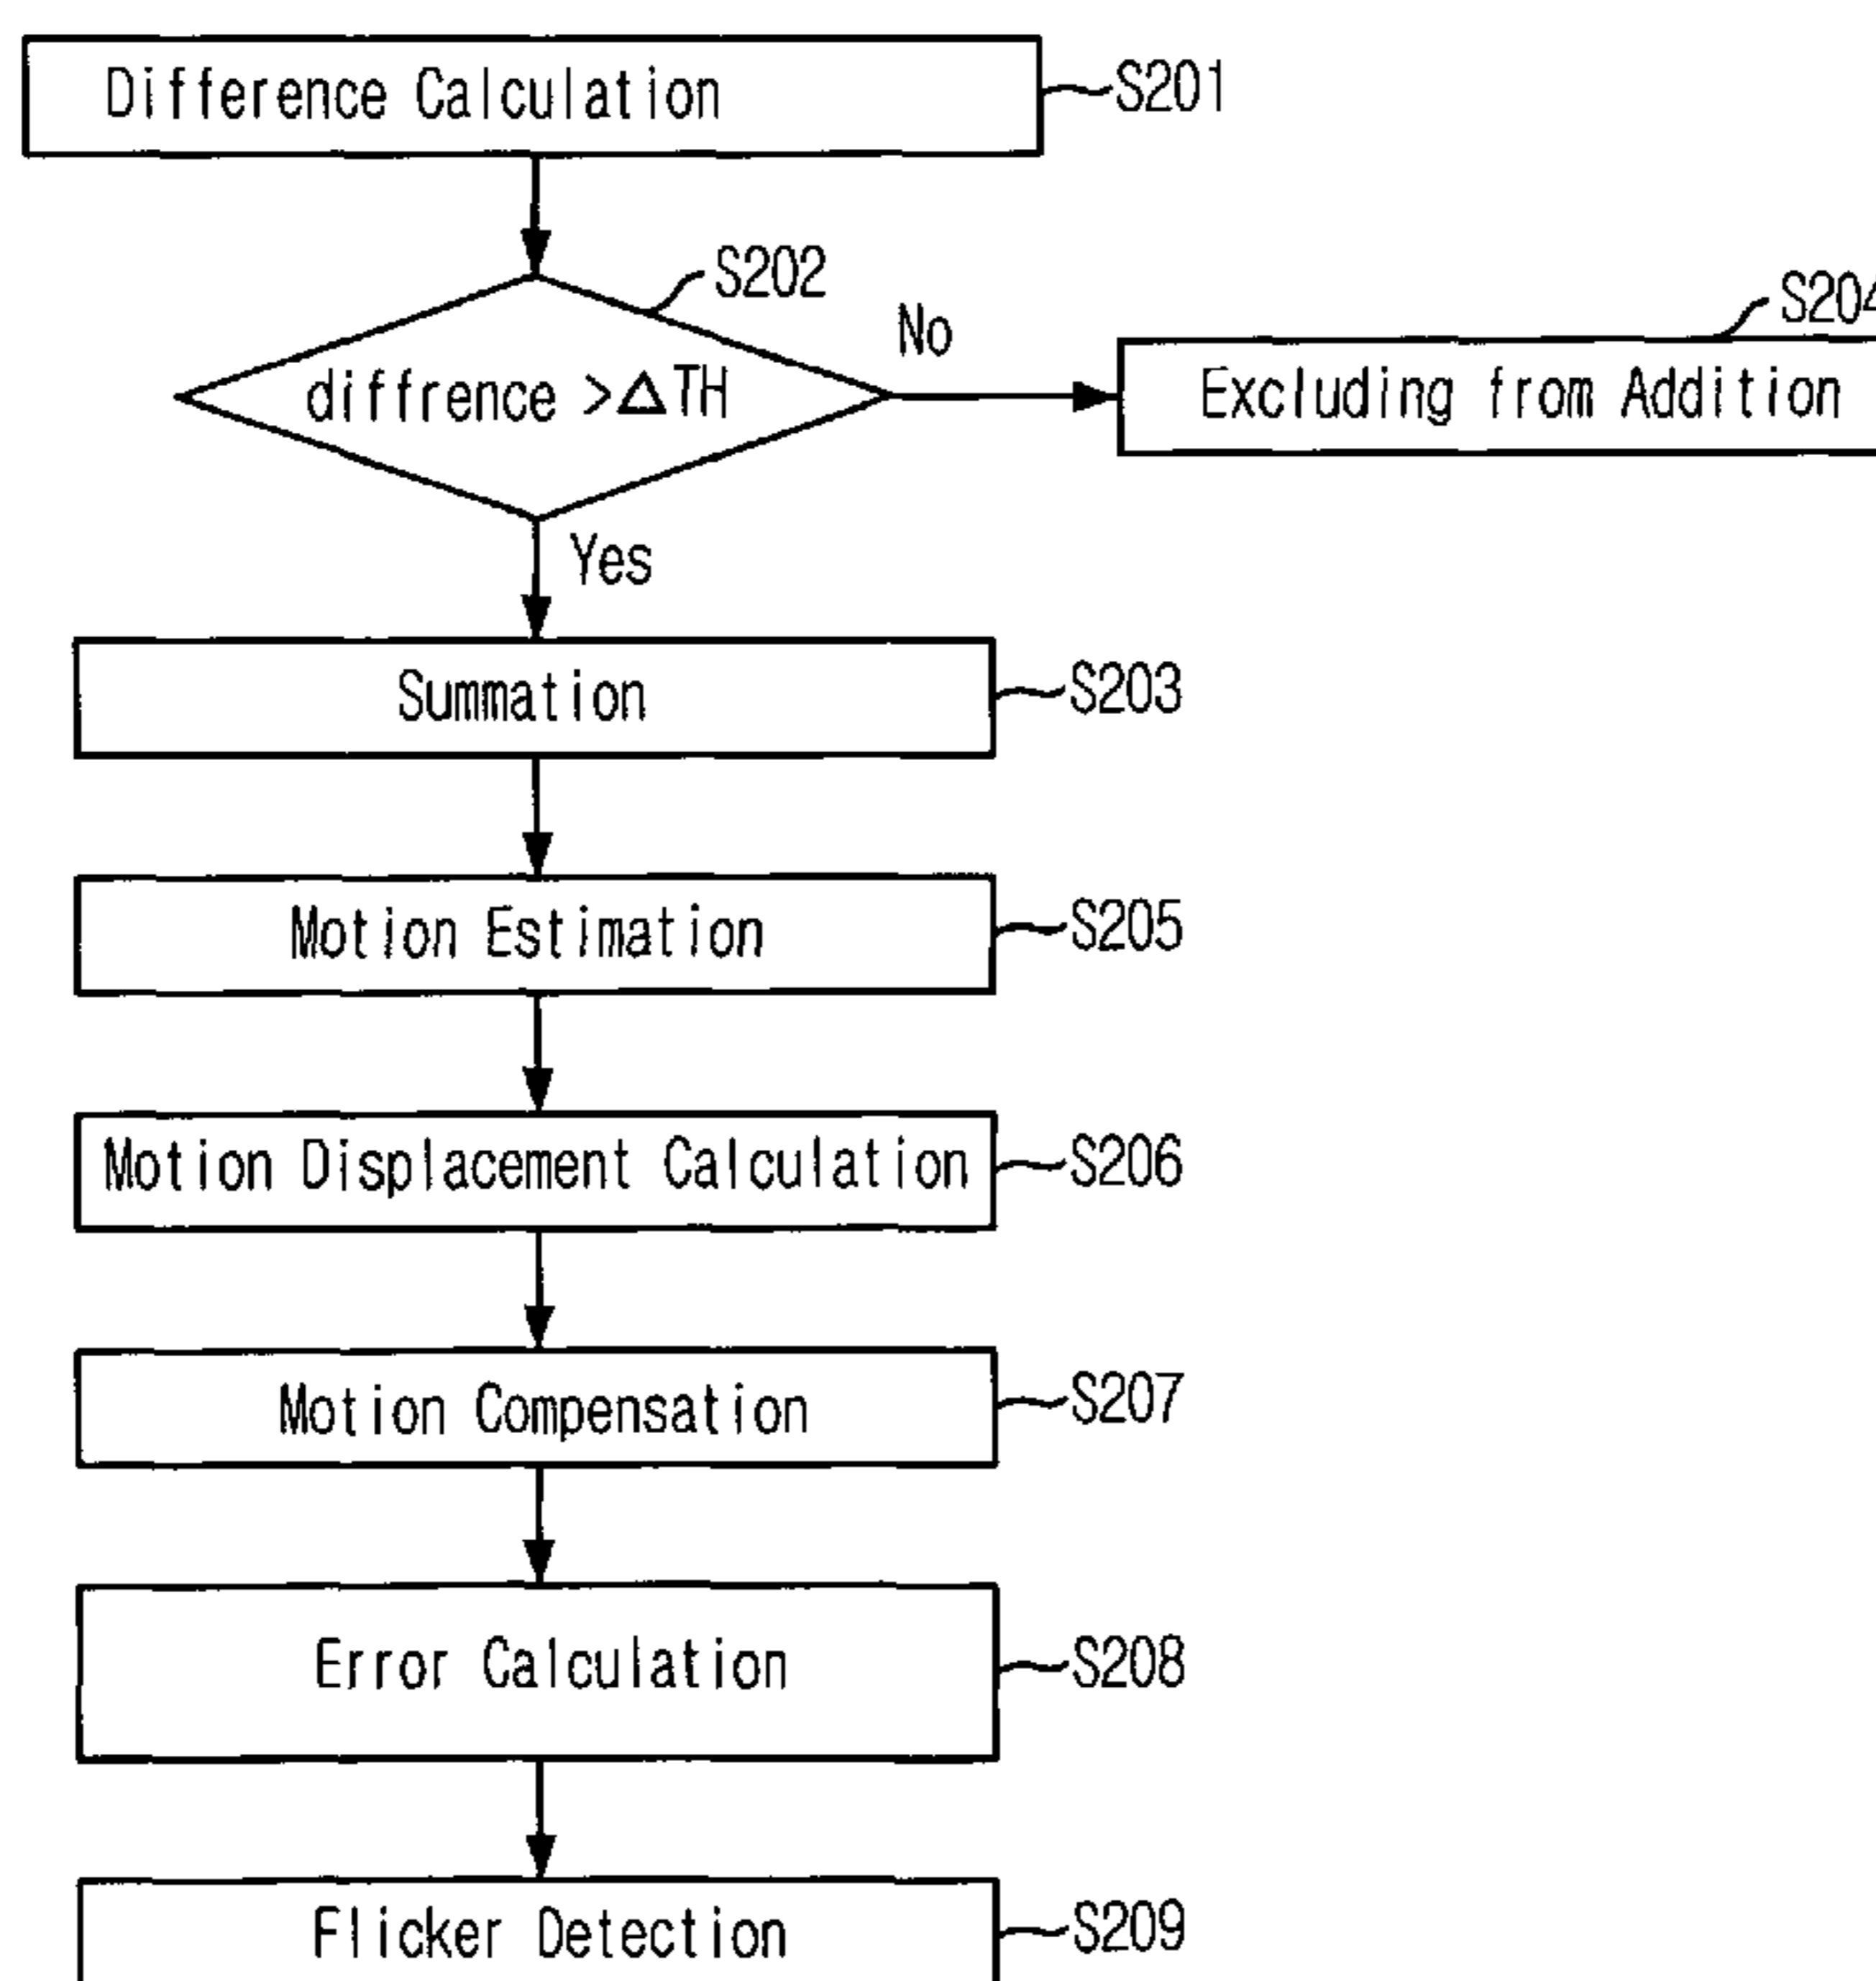 Difference Calculation
S201
S202
diffrence >△TH
No
S204
Excluding from Addition
Yes
Summation
S203
Motion Estimation
S205
Motion Displacement Calculation
S206
Motion Compensation
S207
Error Calculation
S208
Flicker Detection
S209